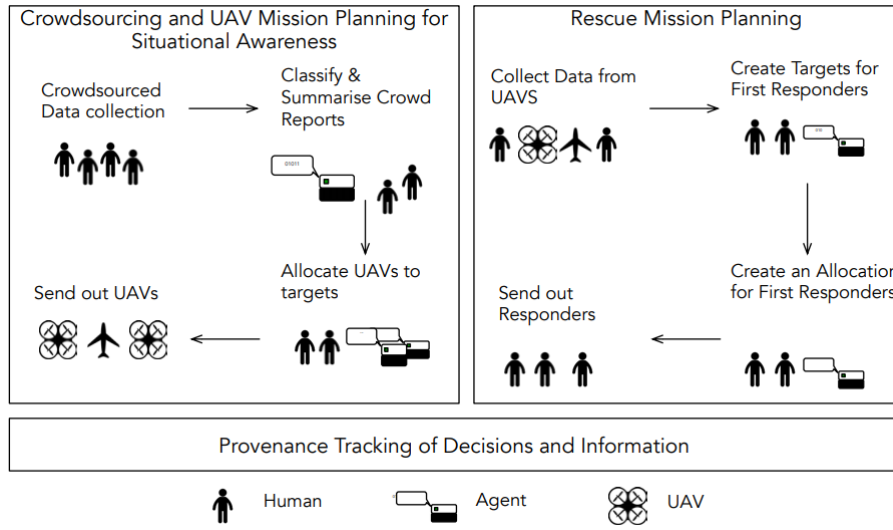 Crowdsourcing and UAV Mission Planning for
Situational Awareness
Crowdsourced
Data collection
Classify &
Summarise Crowd
Reports
01011
Allocate UAVs to
targets
Send out UAVs
Rescue Mission Planning
Collect Data from
UAVS
Create Targets for
First Responders
Create an Allocation
for First Responders
Send out
Responders
Provenance Tracking of Decisions and Information
Human
Agent
UAV